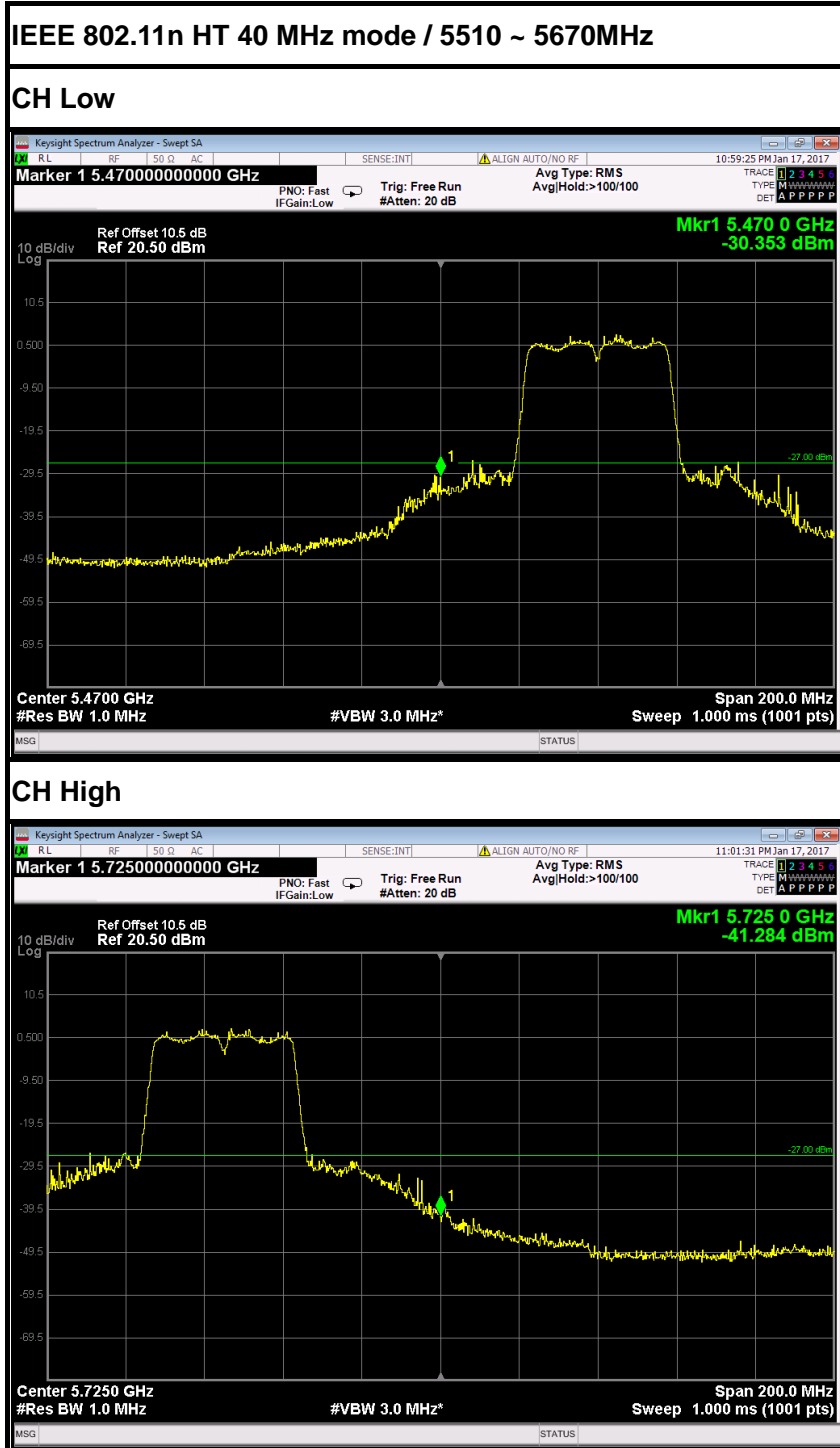 IEEE 802.11n HT 40 MHz mode / 5510 ~ 5670MHz
CH Low
Keysight Spectrum Analyzer - Swept SA
LXI RL RF 50 Ω AC SENSE:INT ALIGN AUTO/NO RF 10:59:25 PM Jan 17, 2017
Marker 1 5.470000000000 GHz
PNO: Fast
IFGain:Low
Trig: Free Run
#Atten: 20 dB
Avg Type: RMS
Avg|Hold:>100/100
TRACE 1 2 3 4 5 6
TYPE M WWWWW
DET A P P P P P
Mkr1 5.470 0 GHz
-30.353 dBm
Ref Offset 10.5 dB
10 dB/div Ref 20.50 dBm
Log
10.5
0.500
-9.50
-19.5
1
-27.00 dBm
-29.5
-39.5
-49.5
-59.5
-69.5
Center 5.4700 GHz Span 200.0 MHz
#Res BW 1.0 MHz #VBW 3.0 MHz* Sweep 1.000 ms (1001 pts)
MSG STATUS
CH High
Keysight Spectrum Analyzer - Swept SA
LXI RL RF 50 Ω AC SENSE:INT ALIGN AUTO/NO RF 11:01:31 PM Jan 17, 2017
Marker 1 5.725000000000 GHz
PNO: Fast
IFGain:Low
Trig: Free Run
#Atten: 20 dB
Avg Type: RMS
Avg|Hold:>100/100
TRACE 1 2 3 4 5 6
TYPE M WWWWW
DET A P P P P P
Mkr1 5.725 0 GHz
-41.284 dBm
Ref Offset 10.5 dB
10 dB/div Ref 20.50 dBm
Log
10.5
0.500
-9.50
-19.5
-27.00 dBm
-29.5
1
-39.5
-49.5
-59.5
-69.5
Center 5.7250 GHz Span 200.0 MHz
#Res BW 1.0 MHz #VBW 3.0 MHz* Sweep 1.000 ms (1001 pts)
MSG STATUS